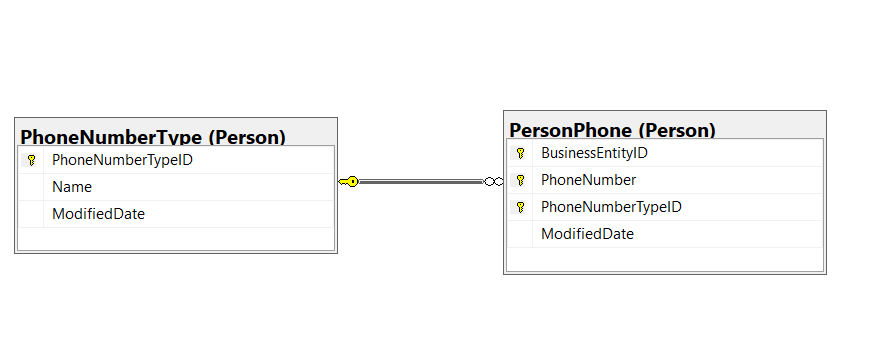 PhoneNumberType (Person)
PhoneNumberTypeID
Name
ModifiedDate
PersonPhone (Person)
BusinessEntityID
PhoneNumber
PhoneNumberTypeID
ModifiedDate